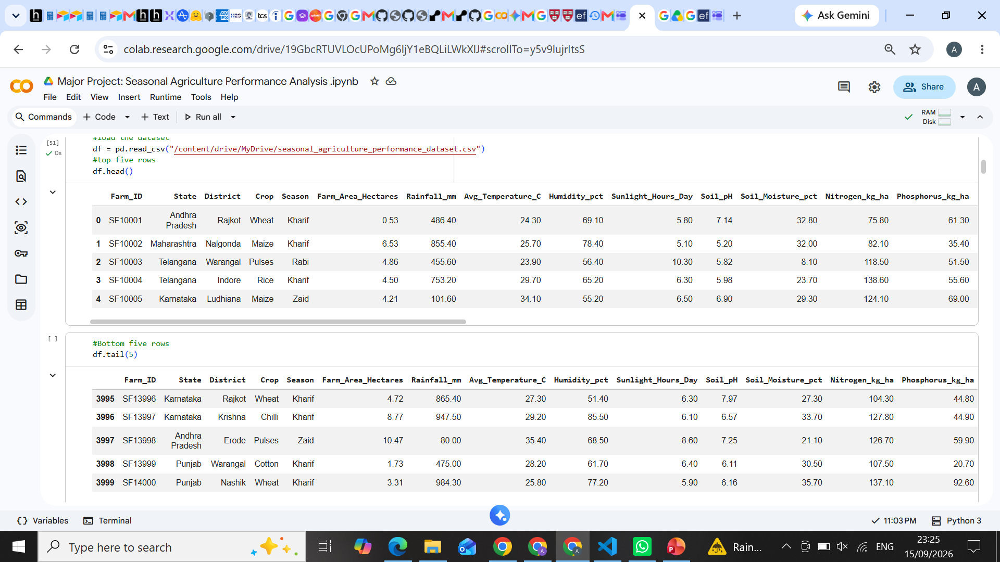 Ask Gemini
colab.research.google.com/drive/19GbcRTUVLOcUPoMg6ljY1eBQLiLWkXlJ#scrollTo=y5v9lujrItsS
A
Major Project: Seasonal Agriculture Performance Analysis .ipynb
File Edit View Insert Runtime Tools Help
Share
A
Commands + Code + Text Run all
RAM
Disk
[51]
0s
#load the dataset
df = pd.read_csv("/content/drive/MyDrive/seasonal_agriculture_performance_dataset.csv")
#top five rows
df.head()
Farm_ID State District Crop Season Farm_Area_Hectares Rainfall_mm Avg_Temperature_C Humidity_pct Sunlight_Hours_Day Soil_pH Soil_Moisture_pct Nitrogen_kg_ha Phosphorus_kg_ha
0 SF10001 Andhra Pradesh Rajkot Wheat Kharif 0.53 486.40 24.30 69.10 5.80 7.14 32.80 75.80 61.30
1 SF10002 Maharashtra Nalgonda Maize Kharif 6.53 855.40 25.70 78.40 5.10 5.20 32.00 82.10 35.40
2 SF10003 Telangana Warangal Pulses Rabi 4.86 455.60 23.90 56.40 10.30 5.82 8.10 118.50 51.50
3 SF10004 Telangana Indore Rice Kharif 4.50 753.20 29.70 65.20 6.30 5.98 23.70 138.60 55.60
4 SF10005 Karnataka Ludhiana Maize Zaid 4.21 101.60 34.10 55.20 6.50 6.90 29.30 124.10 69.00
[ ]
#Bottom five rows
df.tail(5)
Farm_ID State District Crop Season Farm_Area_Hectares Rainfall_mm Avg_Temperature_C Humidity_pct Sunlight_Hours_Day Soil_pH Soil_Moisture_pct Nitrogen_kg_ha Phosphorus_kg_ha
3995 SF13996 Karnataka Rajkot Wheat Kharif 4.72 865.40 27.30 51.40 6.30 7.97 27.30 104.30 44.80
3996 SF13997 Karnataka Krishna Chilli Kharif 8.77 947.50 29.20 85.50 6.10 6.57 33.70 127.80 44.90
3997 SF13998 Andhra Pradesh Erode Pulses Zaid 10.47 80.00 35.40 68.50 8.60 7.25 21.10 126.70 59.90
3998 SF13999 Punjab Warangal Cotton Kharif 1.73 475.00 28.20 61.70 6.40 6.11 30.50 107.50 20.70
3999 SF14000 Punjab Nashik Wheat Kharif 3.31 984.30 25.80 77.20 5.90 6.16 35.70 137.10 92.60
{} Variables Terminal
11:03 PM Python 3
Type here to search
Rain...
ENG
23:25
15/09/2026